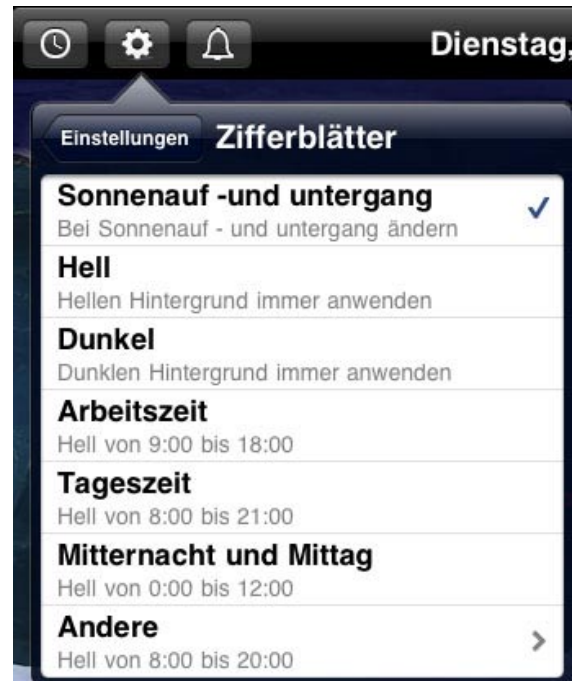 Dienstag,
Einstellungen Zifferblätter
Sonnenauf -und untergang
Bei Sonnenauf - und untergang ändern
Hell
Hellen Hintergrund immer anwenden
Dunkel
Dunklen Hintergrund immer anwenden
Arbeitszeit
Hell von 9:00 bis 18:00
Tageszeit
Hell von 8:00 bis 21:00
Mitternacht und Mittag
Hell von 0:00 bis 12:00
Andere
Hell von 8:00 bis 20:00